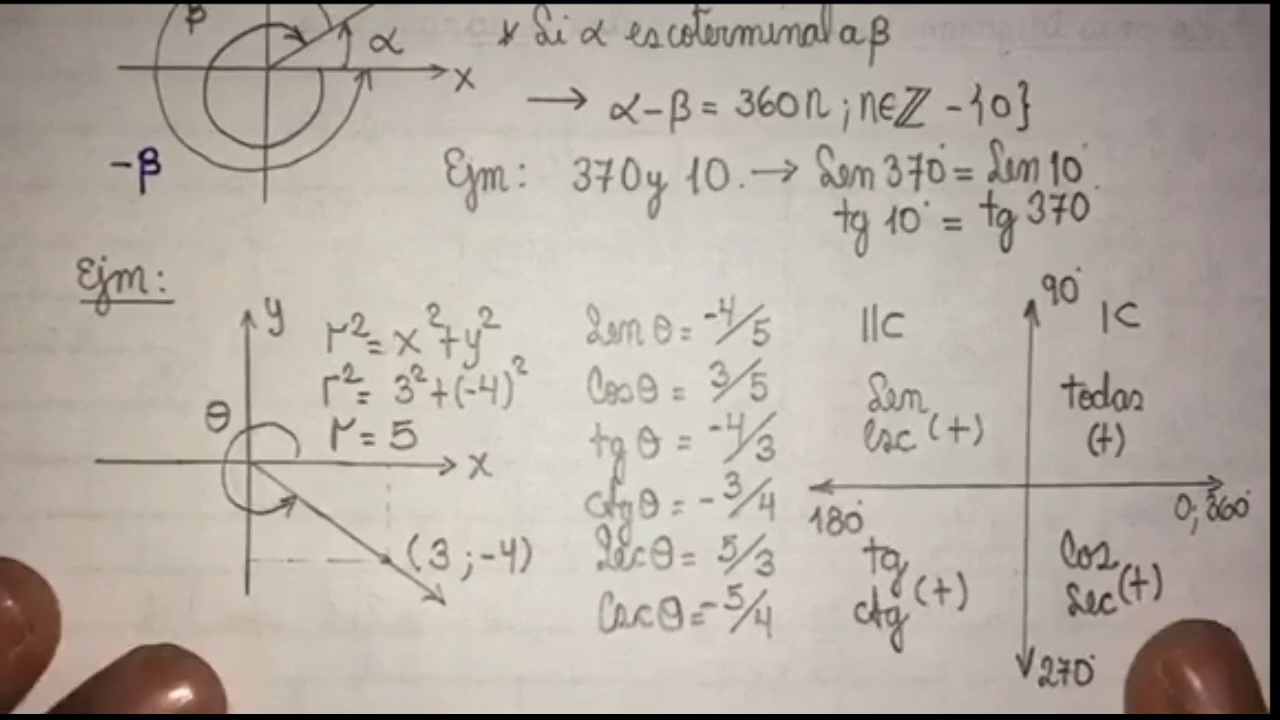 β
α
x
-β
* Si α es coterminal a β
→ α-β = 360n ; n∈ℤ - {0}
Ejm: 370 y 10. → Sen 370° = Sen 10°.
tg 10° = tg 370
Ejm:
y
θ
x
r² = x² + y²
r² = 3² + (-4)²
r = 5
(3 ; -4)
Sen θ = -4/5
Cos θ = 3/5
tg θ = -4/3
ctg θ = - 3/4
Sec θ = 5/3
Csc θ = -5/4
90°
IIC
IC
Sen
csc (+)
todas
(+)
180°
0; 360°
tg
ctg (+)
Cos
Sec (+)
270°